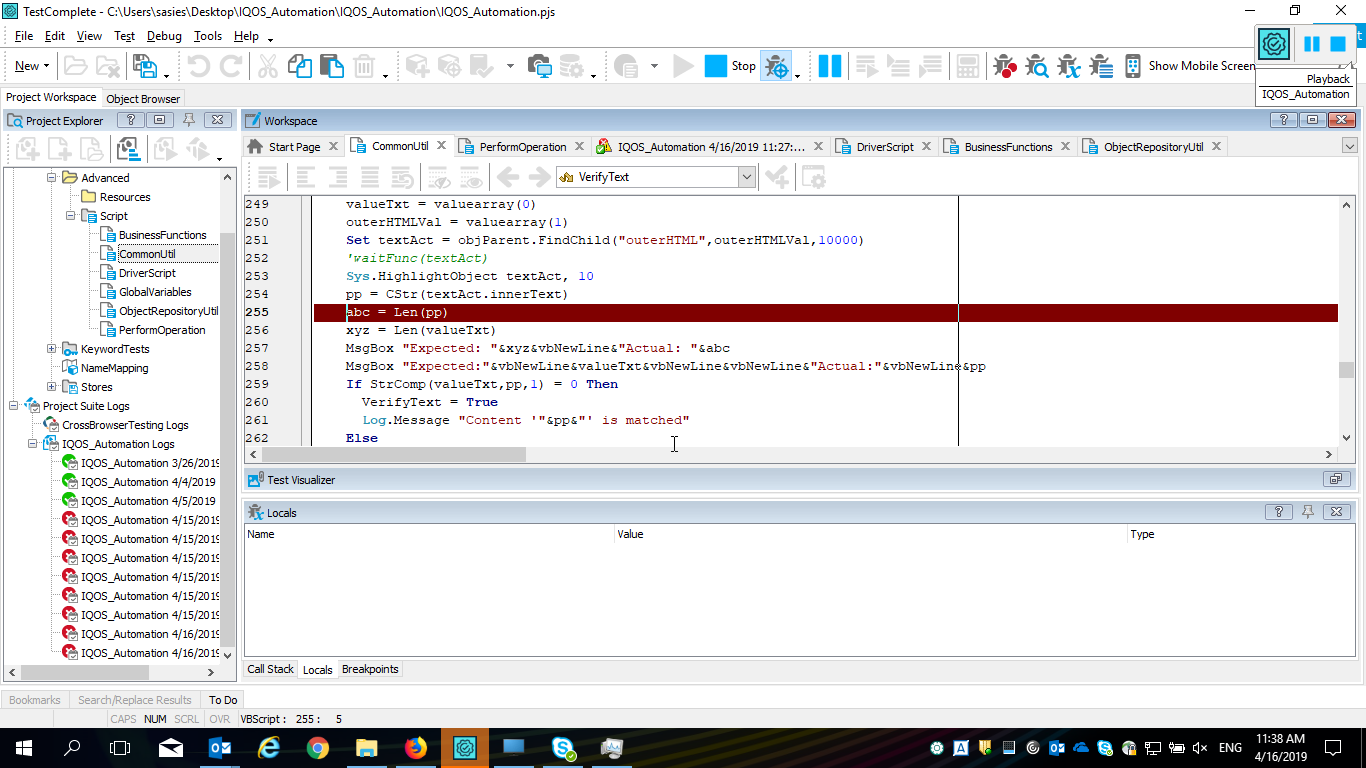 TestComplete - C:\Users\sasies\Desktop\IQOS_Automation\IQOS_Automation\IQOS_Automation.pjs
File Edit View Test Debug Tools Help
New Stop Show Mobile Screen
Playback
IQOS_Automation
Project Workspace Object Browser
Project Explorer
Workspace
Start Page CommonUtil PerformOperation IQOS_Automation 4/16/2019 11:27:... DriverScript BusinessFunctions ObjectRepositoryUtil
VerifyText
Advanced
Resources
Script
BusinessFunctions
CommonUtil
DriverScript
GlobalVariables
ObjectRepositoryUtil
PerformOperation
KeywordTests
NameMapping
Stores
Project Suite Logs
CrossBrowserTesting Logs
IQOS_Automation Logs
IQOS_Automation 3/26/2019
IQOS_Automation 4/4/2019
IQOS_Automation 4/5/2019
IQOS_Automation 4/15/2019
IQOS_Automation 4/15/2019
IQOS_Automation 4/15/2019
IQOS_Automation 4/15/2019
IQOS_Automation 4/15/2019
IQOS_Automation 4/15/2019
IQOS_Automation 4/16/2019
IQOS_Automation 4/16/2019
249 valueTxt = valuearray(0)
250 outerHTMLVal = valuearray(1)
251 Set textAct = objParent.FindChild("outerHTML",outerHTMLVal,10000)
252 'waitFunc(textAct)
253 Sys.HighlightObject textAct, 10
254 pp = CStr(textAct.innerText)
255 abc = Len(pp)
256 xyz = Len(valueTxt)
257 MsgBox "Expected: "&xyz&vbNewLine&"Actual: "&abc
258 MsgBox "Expected:"&vbNewLine&valueTxt&vbNewLine&vbNewLine&"Actual:"&vbNewLine&pp
259 If StrComp(valueTxt,pp,1) = 0 Then
260 VerifyText = True
261 Log.Message "Content '"&pp&"' is matched"
262 Else
Test Visualizer
Locals
Name Value Type
Call Stack Locals Breakpoints
Bookmarks Search/Replace Results To Do
CAPS NUM SCRL OVR VBScript : 255 : 5
ENG
11:38 AM
4/16/2019